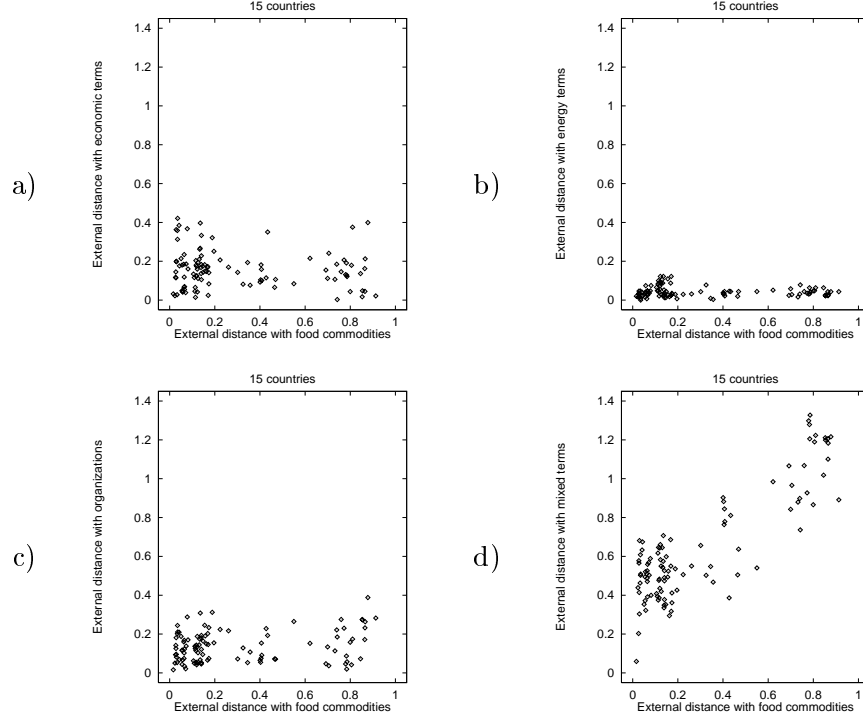 15 countries
1.4
1.2
1
0.8
0.6
0.4
0.2
0
External distance with economic terms
0 0.2 0.4 0.6 0.8 1
External distance with food commodities
a)
15 countries
1.4
1.2
1
0.8
0.6
0.4
0.2
0
External distance with energy terms
0 0.2 0.4 0.6 0.8 1
External distance with food commodities
b)
15 countries
1.4
1.2
1
0.8
0.6
0.4
0.2
0
External distance with organizations
0 0.2 0.4 0.6 0.8 1
External distance with food commodities
c)
15 countries
1.4
1.2
1
0.8
0.6
0.4
0.2
0
External distance with mixed terms
0 0.2 0.4 0.6 0.8 1
External distance with food commodities
d)